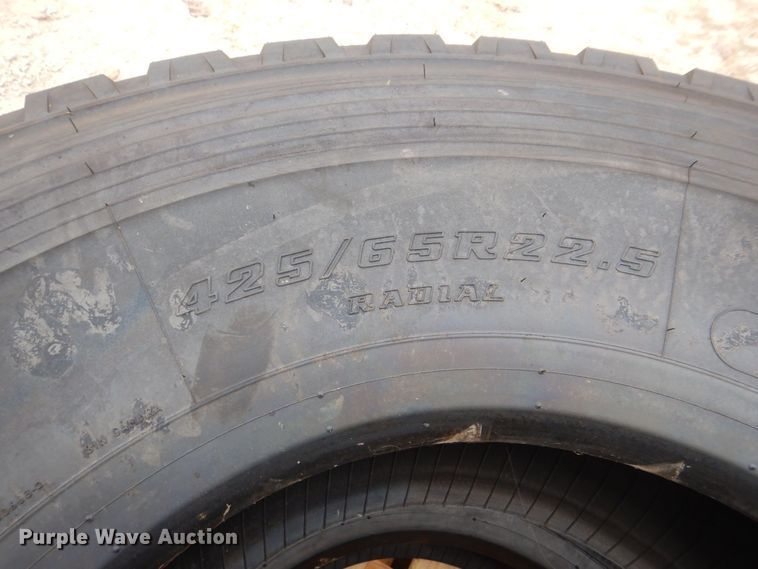 425/65R22.5
RADIAL
Purple Wave Auction